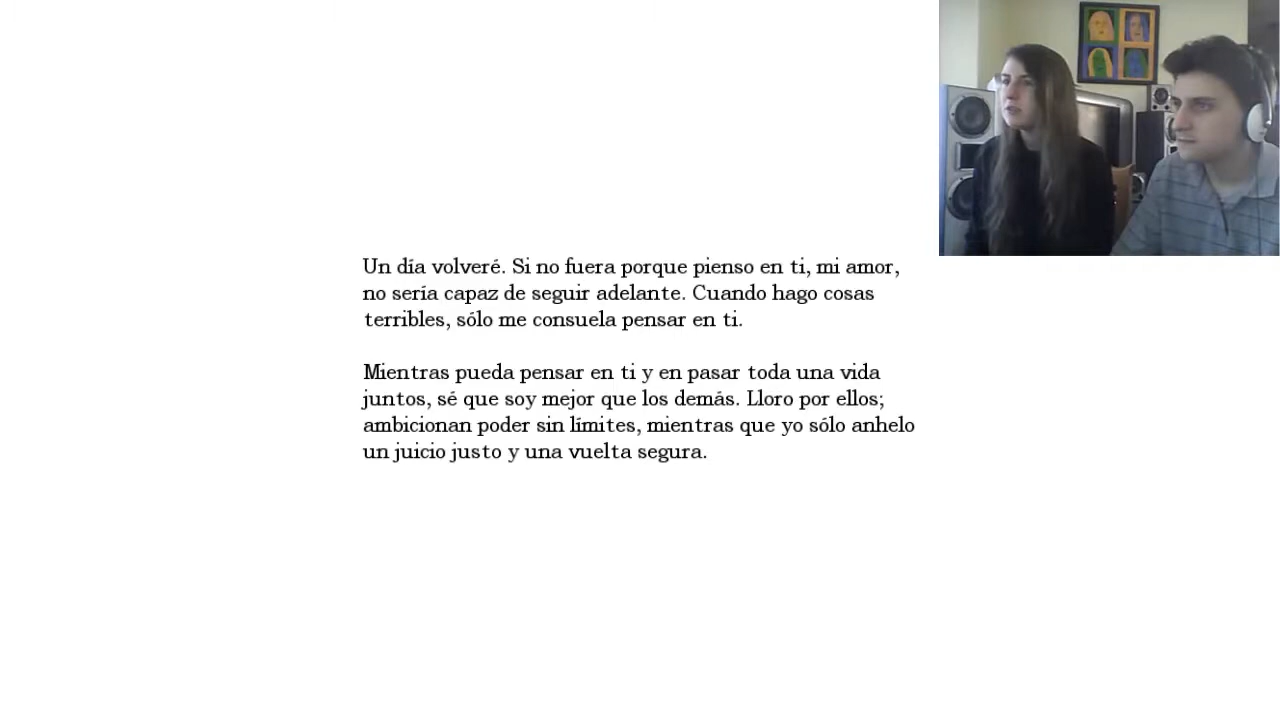 Un día volveré. Si no fuera porque pienso en ti, mi amor,
no sería capaz de seguir adelante. Cuando hago cosas
terribles, sólo me consuela pensar en ti.
Mientras pueda pensar en ti y en pasar toda una vida
juntos, sé que soy mejor que los demás. Lloro por ellos;
ambicionan poder sin límites, mientras que yo sólo anhelo
un juicio justo y una vuelta segura.